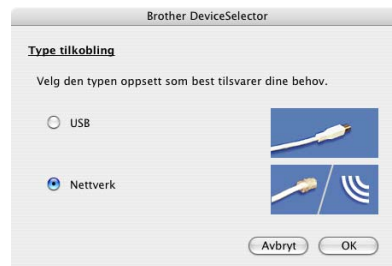 Brother DeviceSelector
Type tilkobling
Velg den typen oppsett som best tilsvarer dine behov.
USB
Nettverk
Avbryt OK